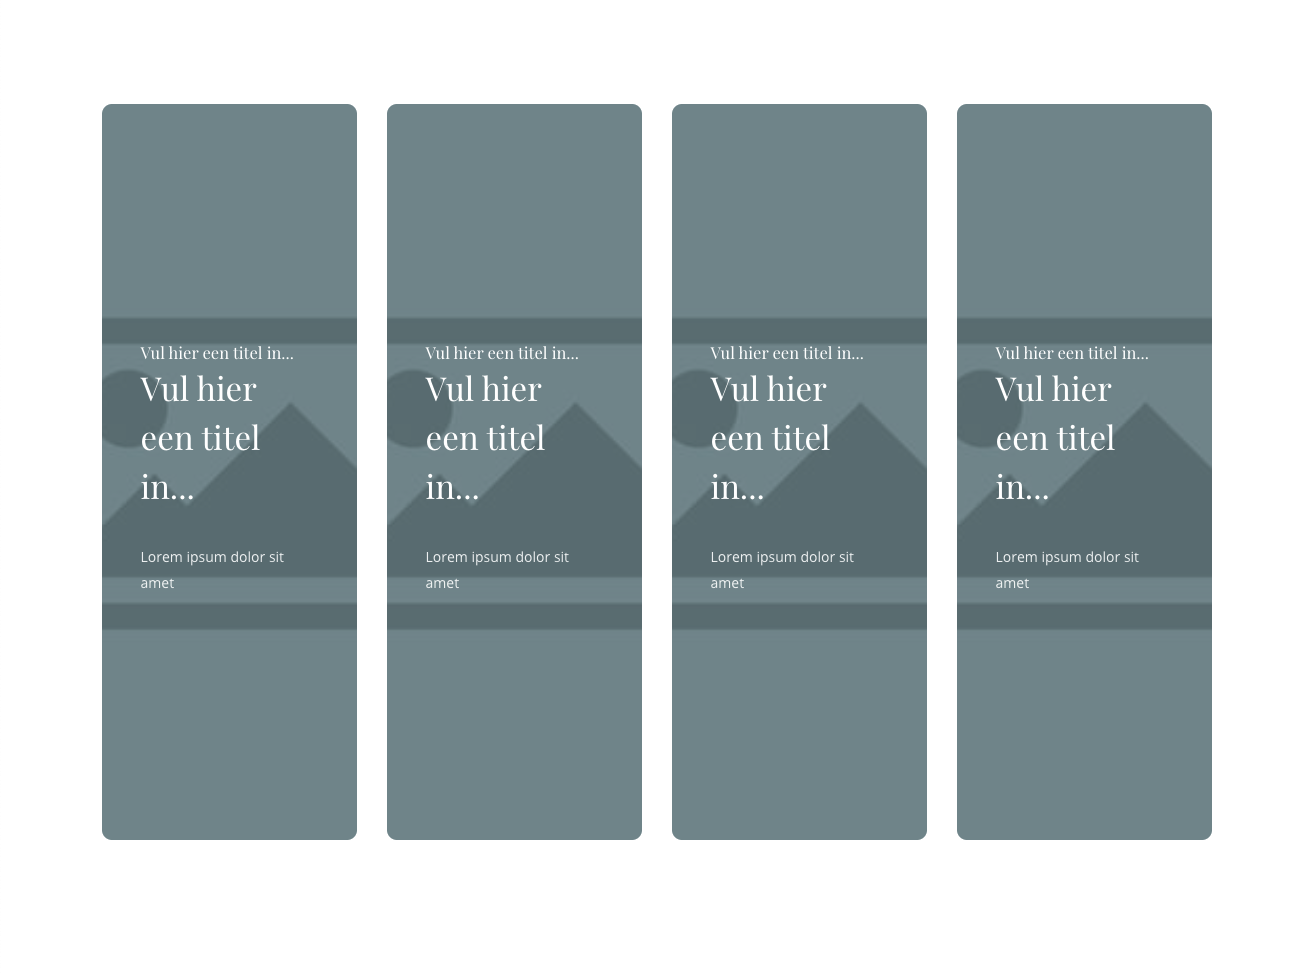 Vul hier een titel in...
Vul hier
een titel
in...
Lorem ipsum dolor sit
amet
Vul hier een titel in...
Vul hier
een titel
in...
Lorem ipsum dolor sit
amet
Vul hier een titel in...
Vul hier
een titel
in...
Lorem ipsum dolor sit
amet
Vul hier een titel in...
Vul hier
een titel
in...
Lorem ipsum dolor sit
amet